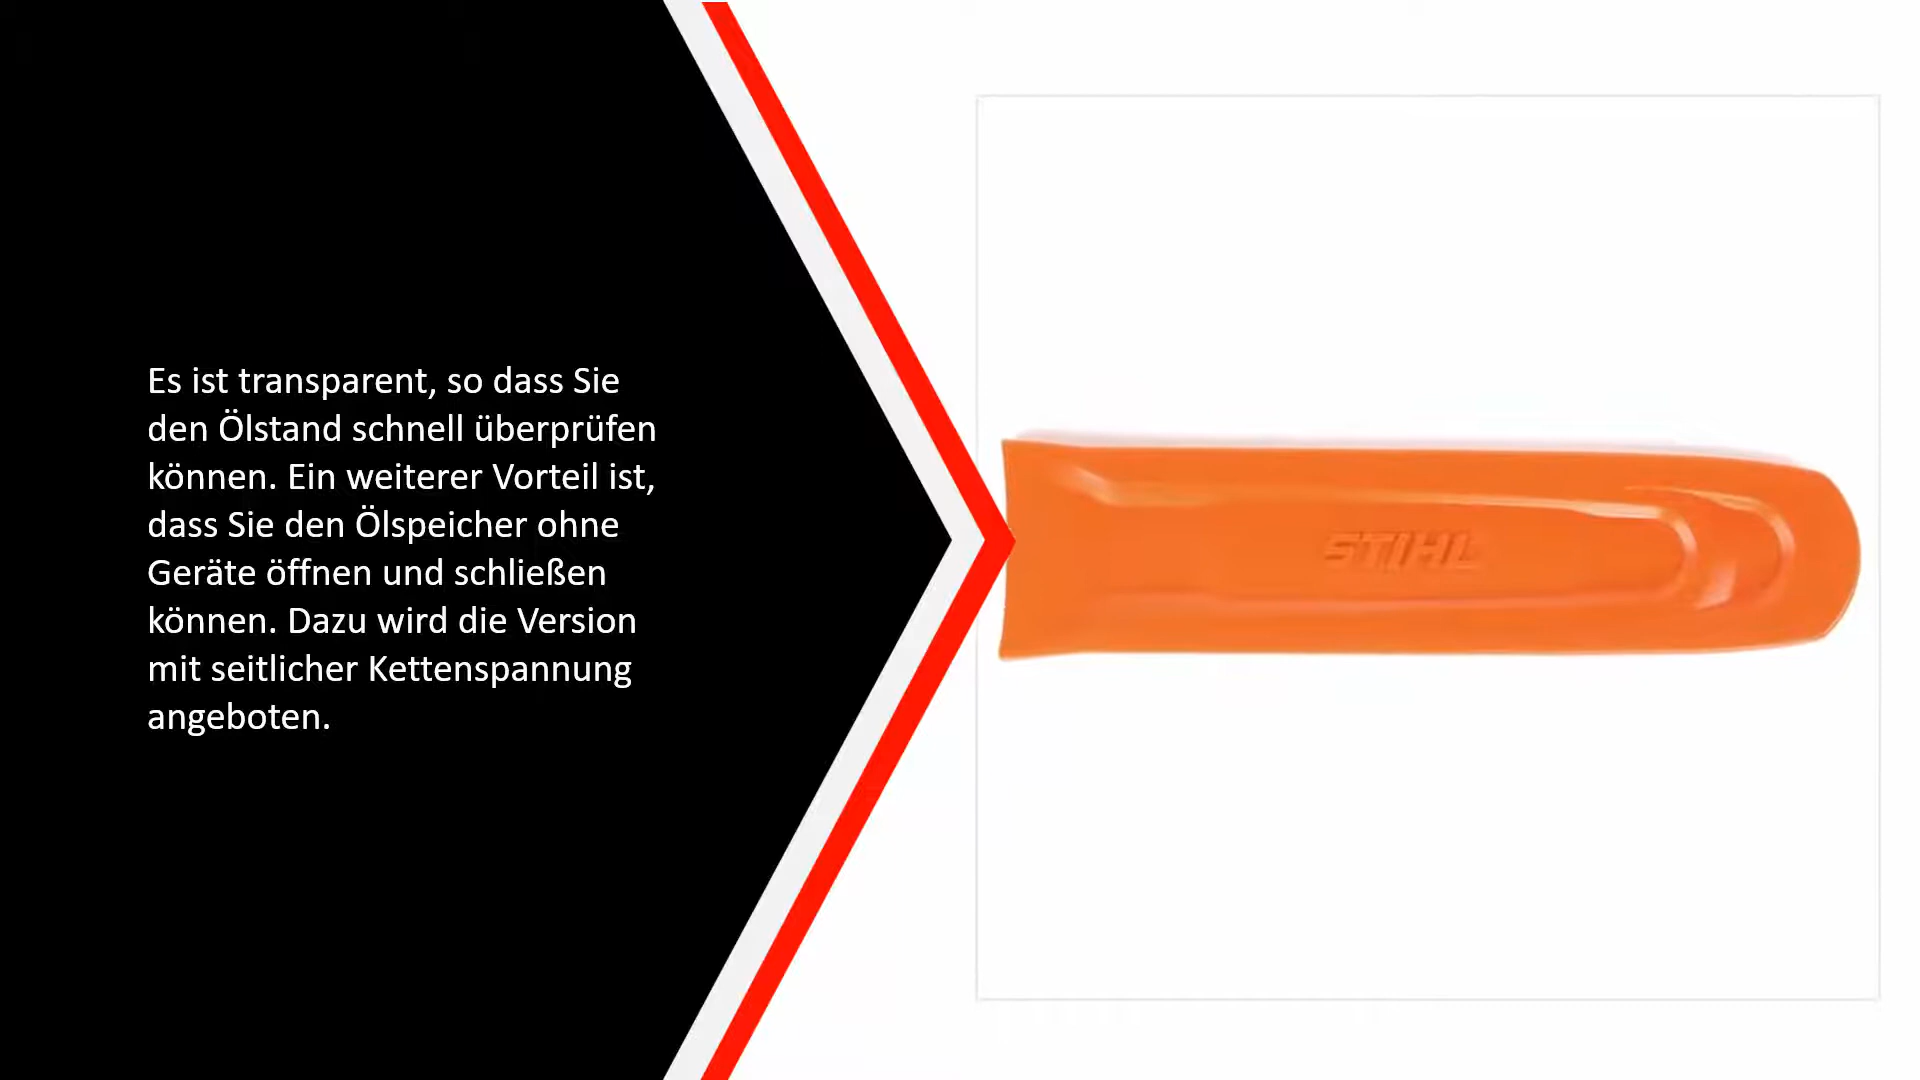 Es ist transparent, so dass Sie
den Ölstand schnell überprüfen
können. Ein weiterer Vorteil ist,
dass Sie den Ölspeicher ohne
Geräte öffnen und schließen
können. Dazu wird die Version
mit seitlicher Kettenspannung
angeboten.
STIHL